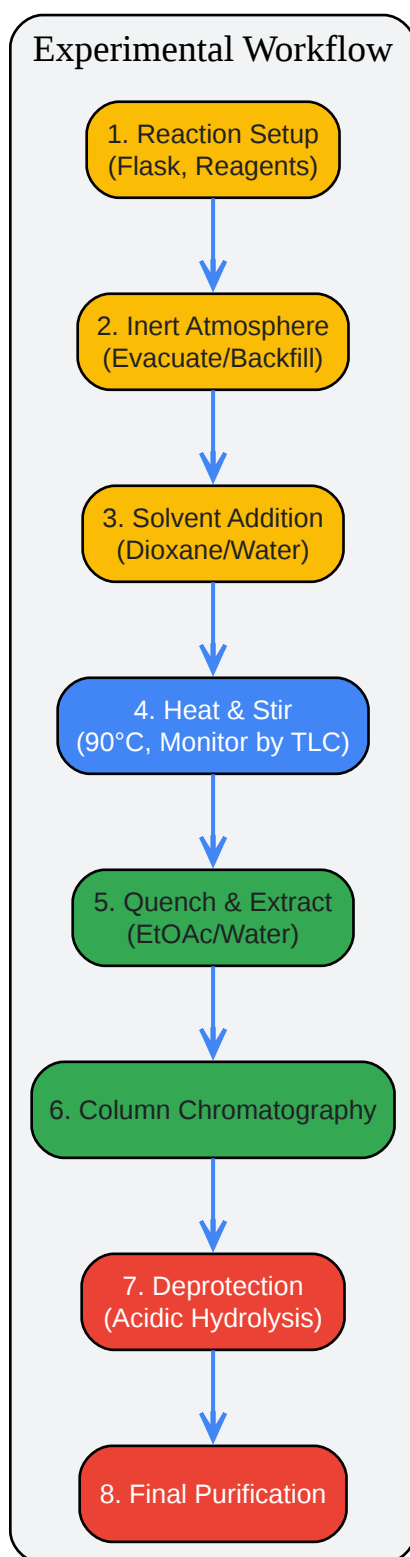 Experimental Workflow
1. Reaction Setup
(Flask, Reagents)
2. Inert Atmosphere
(Evacuate/Backfill)
3. Solvent Addition
(Dioxane/Water)
4. Heat & Stir
(90°C, Monitor by TLC)
5. Quench & Extract
(EtOAc/Water)
6. Column Chromatography
7. Deprotection
(Acidic Hydrolysis)
8. Final Purification